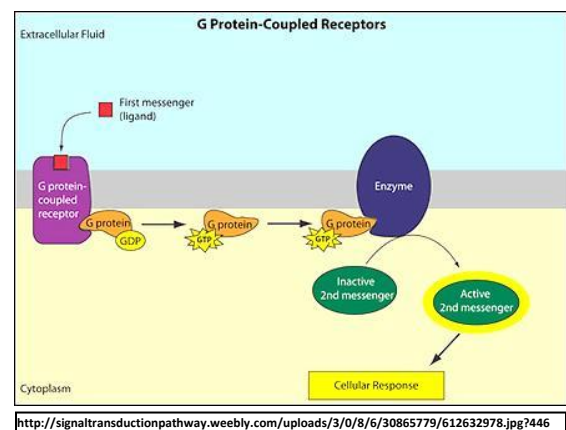 G Protein-Coupled Receptors
Extracellular Fluid
First messenger
(ligand)
G protein-
coupled
receptor
G protein
GDP
G protein
GTP
G protein
GTP
Enzyme
Inactive
2nd messenger
Active
2nd messenger
Cellular Response
Cytoplasm
http://signaltransductionpathway.weebly.com/uploads/3/0/8/6/30865779/612632978.jpg?446